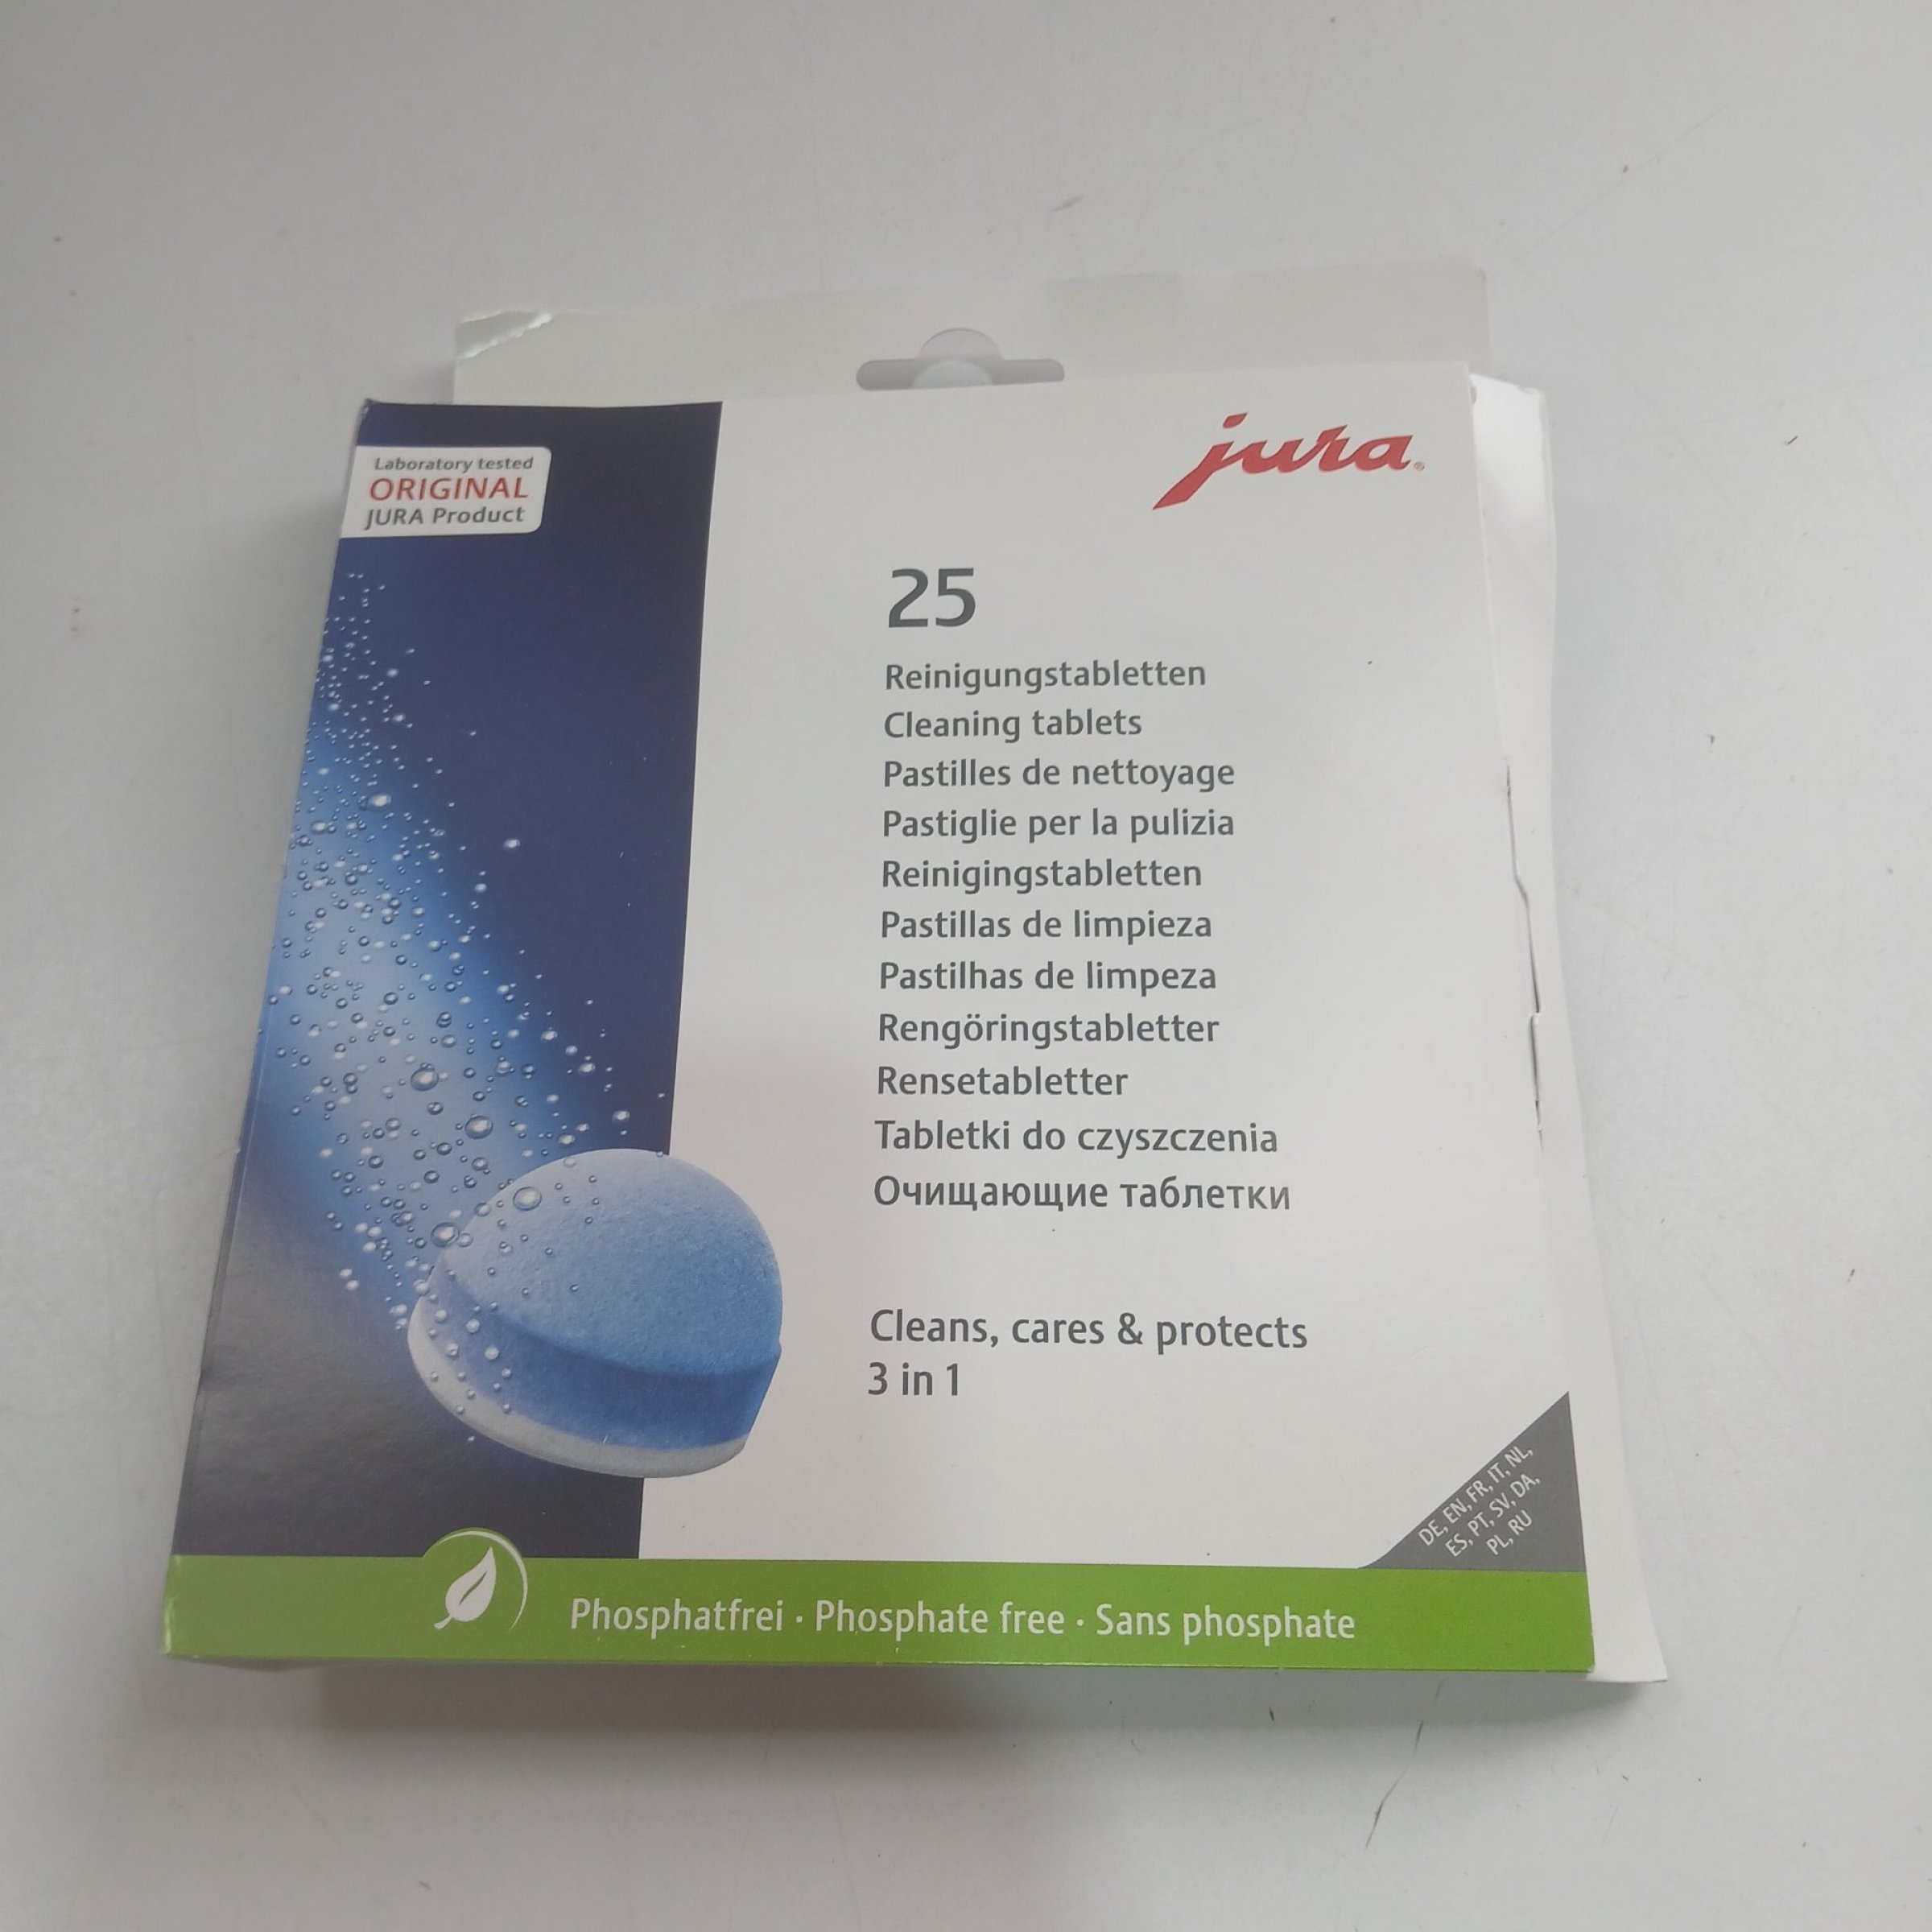 Laboratory tested
ORIGINAL
JURA Product
jura®
25
Reinigungstabletten
Cleaning tablets
Pastilles de nettoyage
Pastiglie per la pulizia
Reinigingstabletten
Pastillas de limpieza
Pastilhas de limpeza
Rengöringstabletter
Rensetabletter
Tabletki do czyszczenia
Очищающие таблетки
Cleans, cares & protects
3 in 1
DE, EN, FR, IT, NL,
ES, PT, SV, DA,
PL, RU
Phosphatfrei · Phosphate free · Sans phosphate